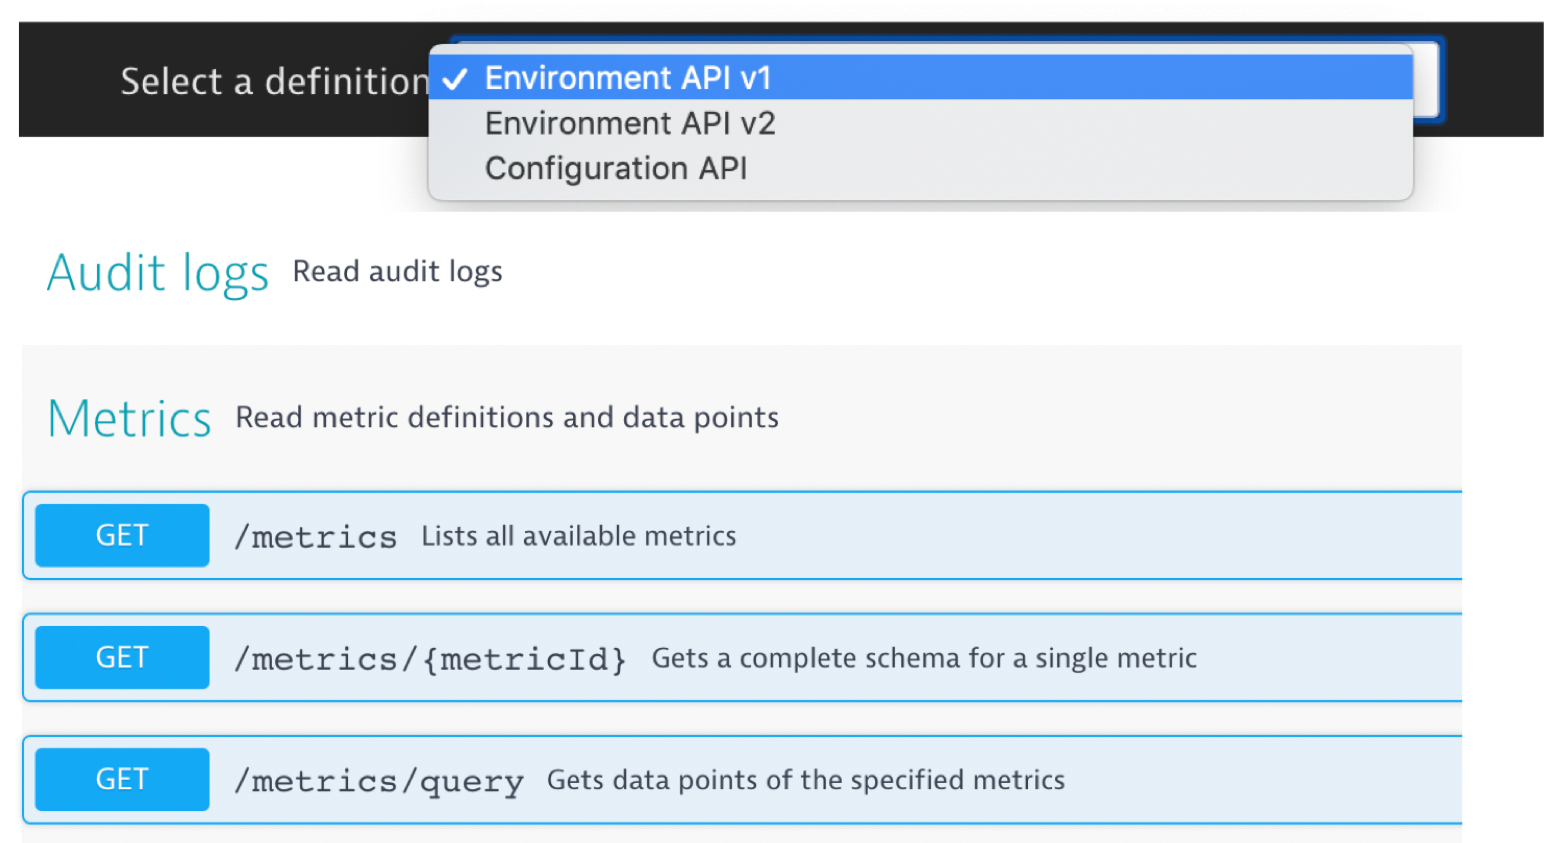 Select a definition
✓ Environment API v1
Environment API v2
Configuration API
Audit logs Read audit logs
Metrics Read metric definitions and data points
GET /metrics Lists all available metrics
GET /metrics/{metricId} Gets a complete schema for a single metric
GET /metrics/query Gets data points of the specified metrics